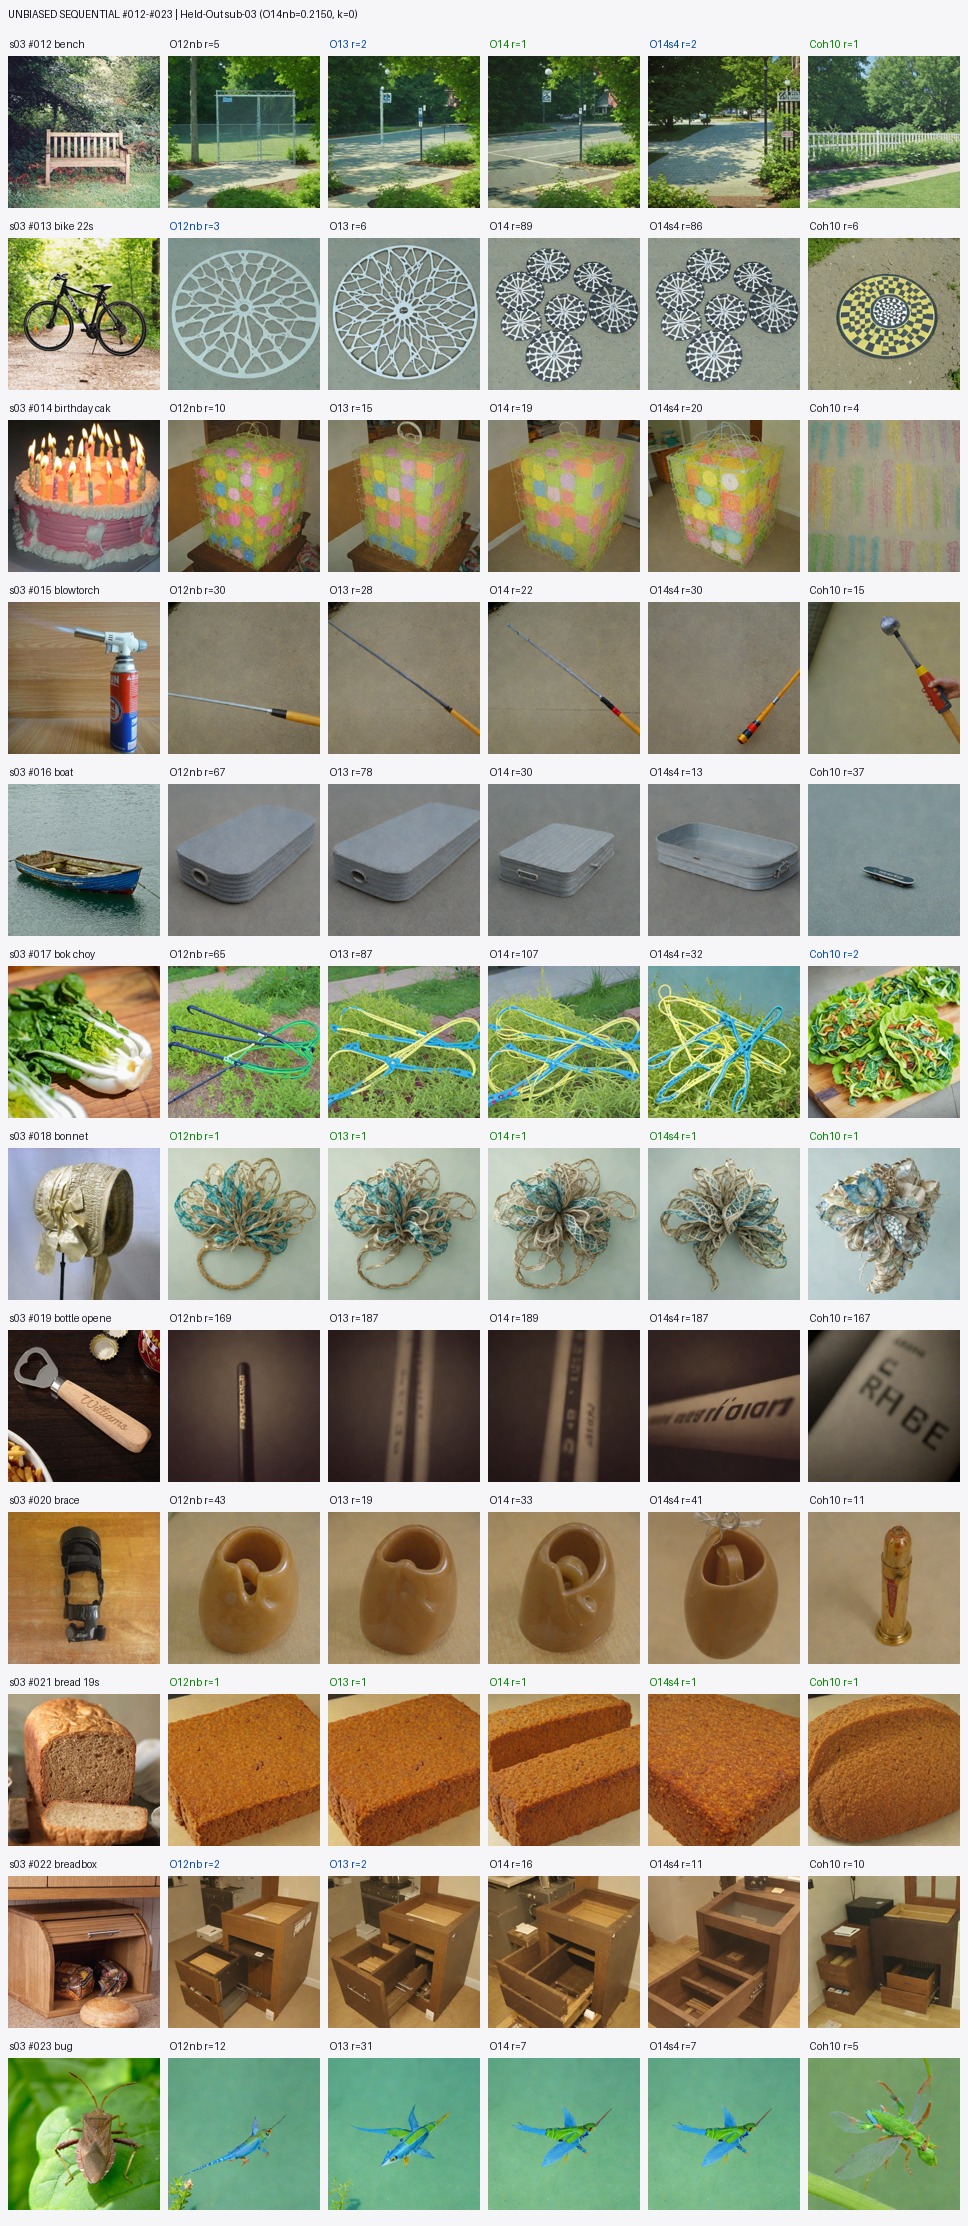 UNBIASED SEQUENTIAL #012-#023 | Held-Out sub-03 (O14nb=0.2150, k=0)
s03 #012 bench O12nb r=5 O13 r=2 O14 r=1 O14s4 r=2 Coh10 r=1
s03 #013 bike 22s O12nb r=3 O13 r=6 O14 r=89 O14s4 r=86 Coh10 r=6
s03 #014 birthday cak O12nb r=10 O13 r=15 O14 r=19 O14s4 r=20 Coh10 r=4
s03 #015 blowtorch O12nb r=30 O13 r=28 O14 r=22 O14s4 r=30 Coh10 r=15
s03 #016 boat O12nb r=67 O13 r=78 O14 r=30 O14s4 r=13 Coh10 r=37
s03 #017 bok choy O12nb r=65 O13 r=87 O14 r=107 O14s4 r=32 Coh10 r=2
s03 #018 bonnet O12nb r=1 O13 r=1 O14 r=1 O14s4 r=1 Coh10 r=1
s03 #019 bottle opene O12nb r=169 O13 r=187 O14 r=189 O14s4 r=187 Coh10 r=167
Williams
RHBE
s03 #020 brace O12nb r=43 O13 r=19 O14 r=33 O14s4 r=41 Coh10 r=11
s03 #021 bread 19s O12nb r=1 O13 r=1 O14 r=1 O14s4 r=1 Coh10 r=1
s03 #022 breadbox O12nb r=2 O13 r=2 O14 r=16 O14s4 r=11 Coh10 r=10
s03 #023 bug O12nb r=12 O13 r=31 O14 r=7 O14s4 r=7 Coh10 r=5